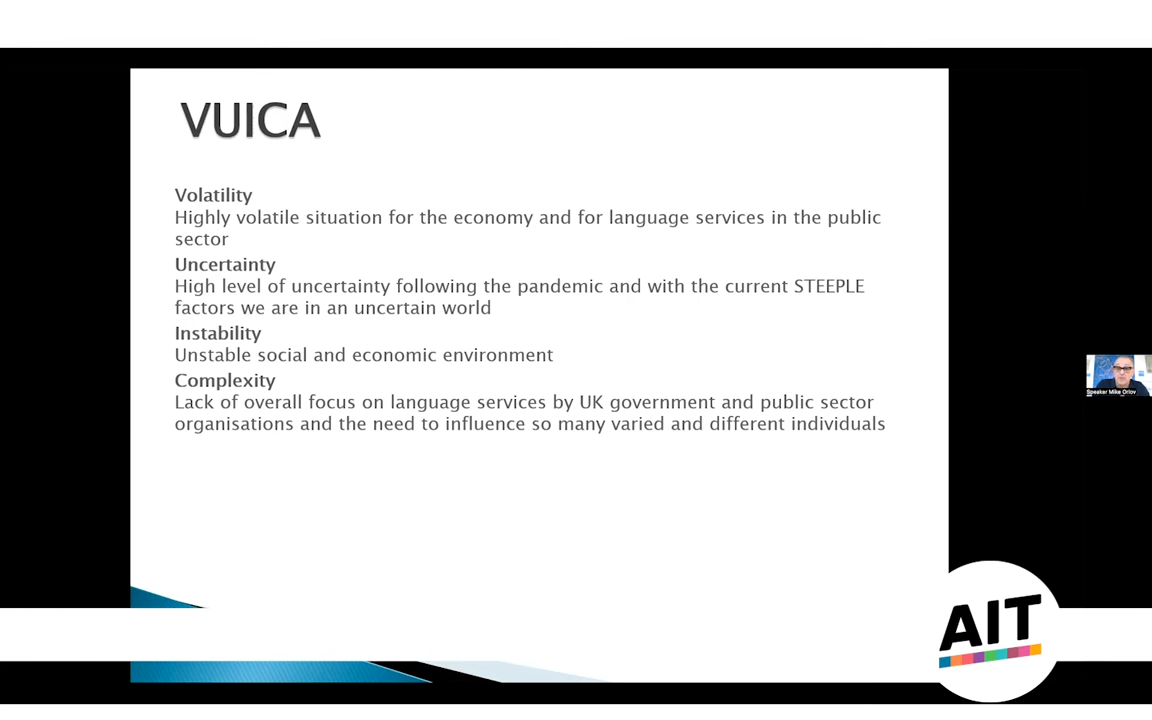 VUICA
Volatility
Highly volatile situation for the economy and for language services in the public
sector
Uncertainty
High level of uncertainty following the pandemic and with the current STEEPLE
factors we are in an uncertain world
Instability
Unstable social and economic environment
Complexity
Lack of overall focus on language services by UK government and public sector
organisations and the need to influence so many varied and different individuals
Speaker Mike Orlov
AIT